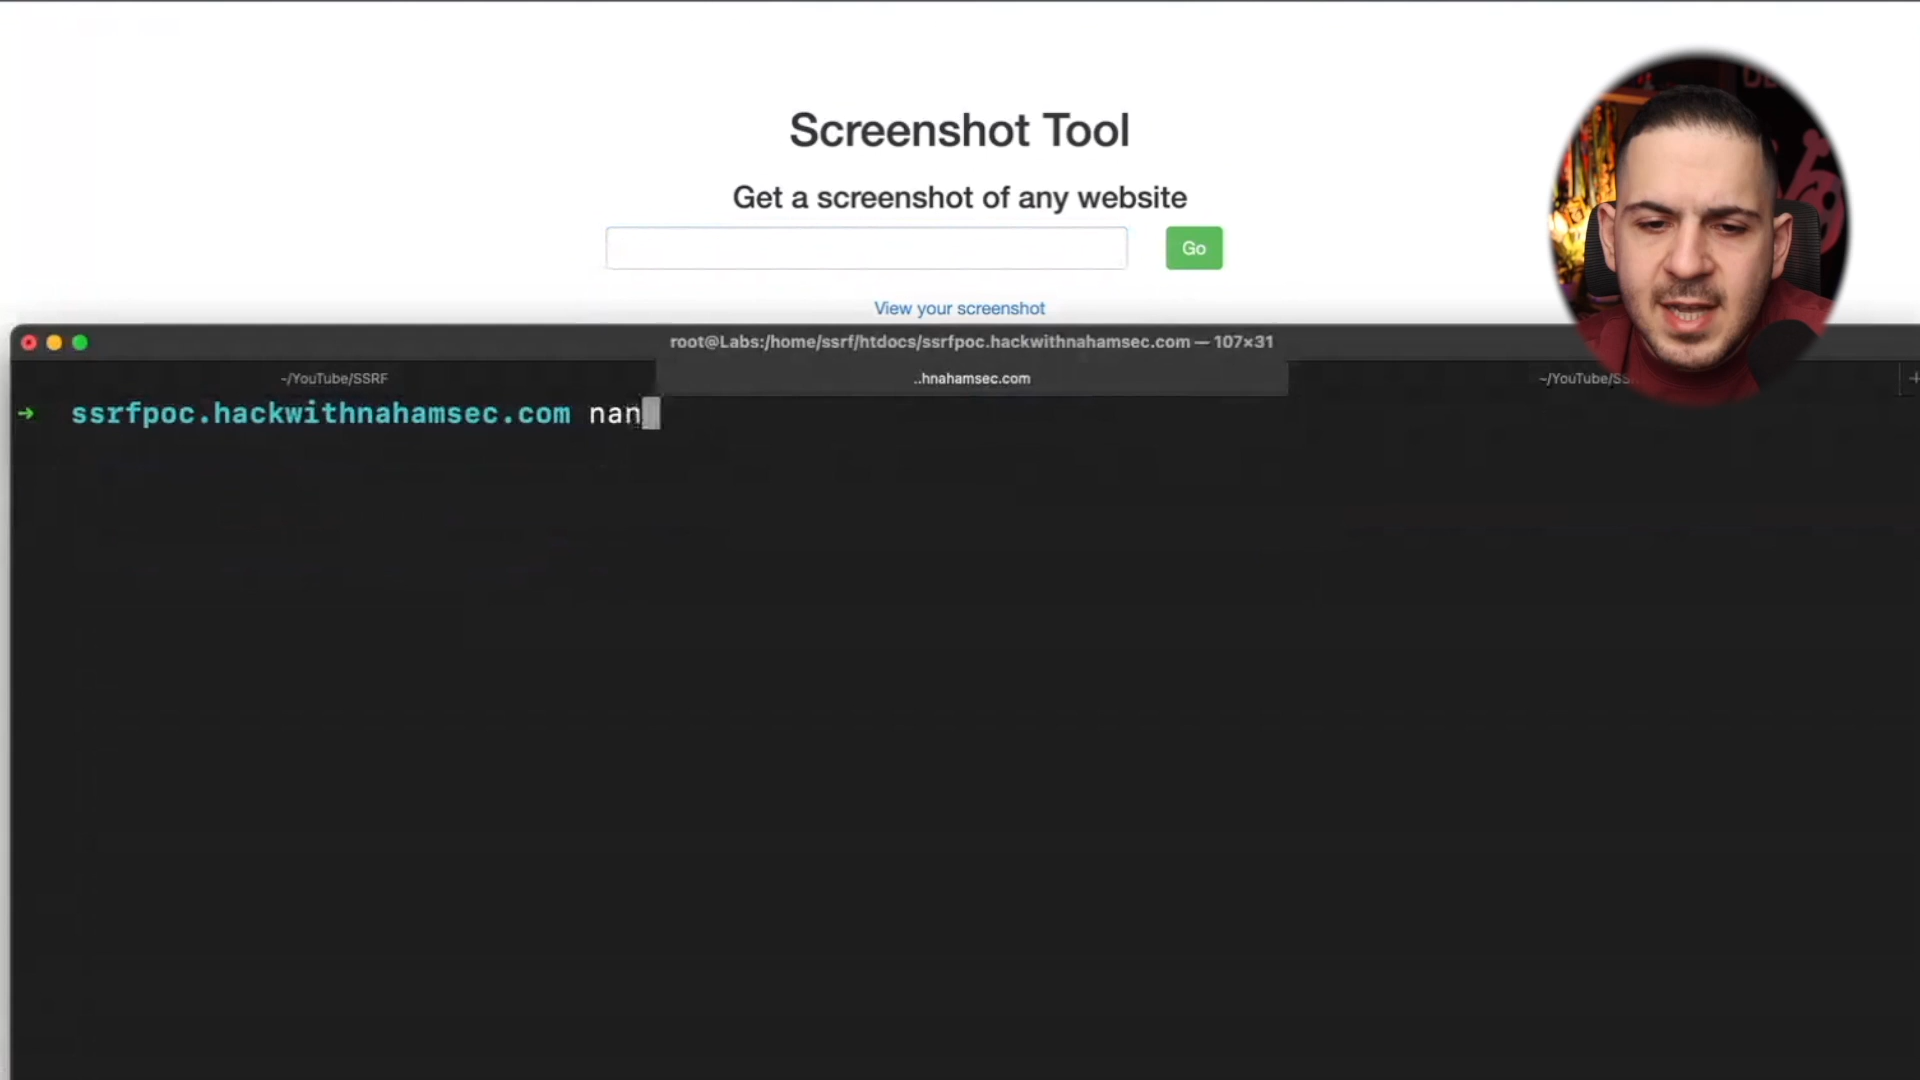 Screenshot Tool
Get a screenshot of any website
Go
View your screenshot
root@Labs:/home/ssrf/htdocs/ssrfpoc.hackwithnahamsec.com — 107×31
~/YouTube/SSRF
..hnahamsec.com
~/YouTube/SS
+
➜ ssrfpoc.hackwithnahamsec.com nan